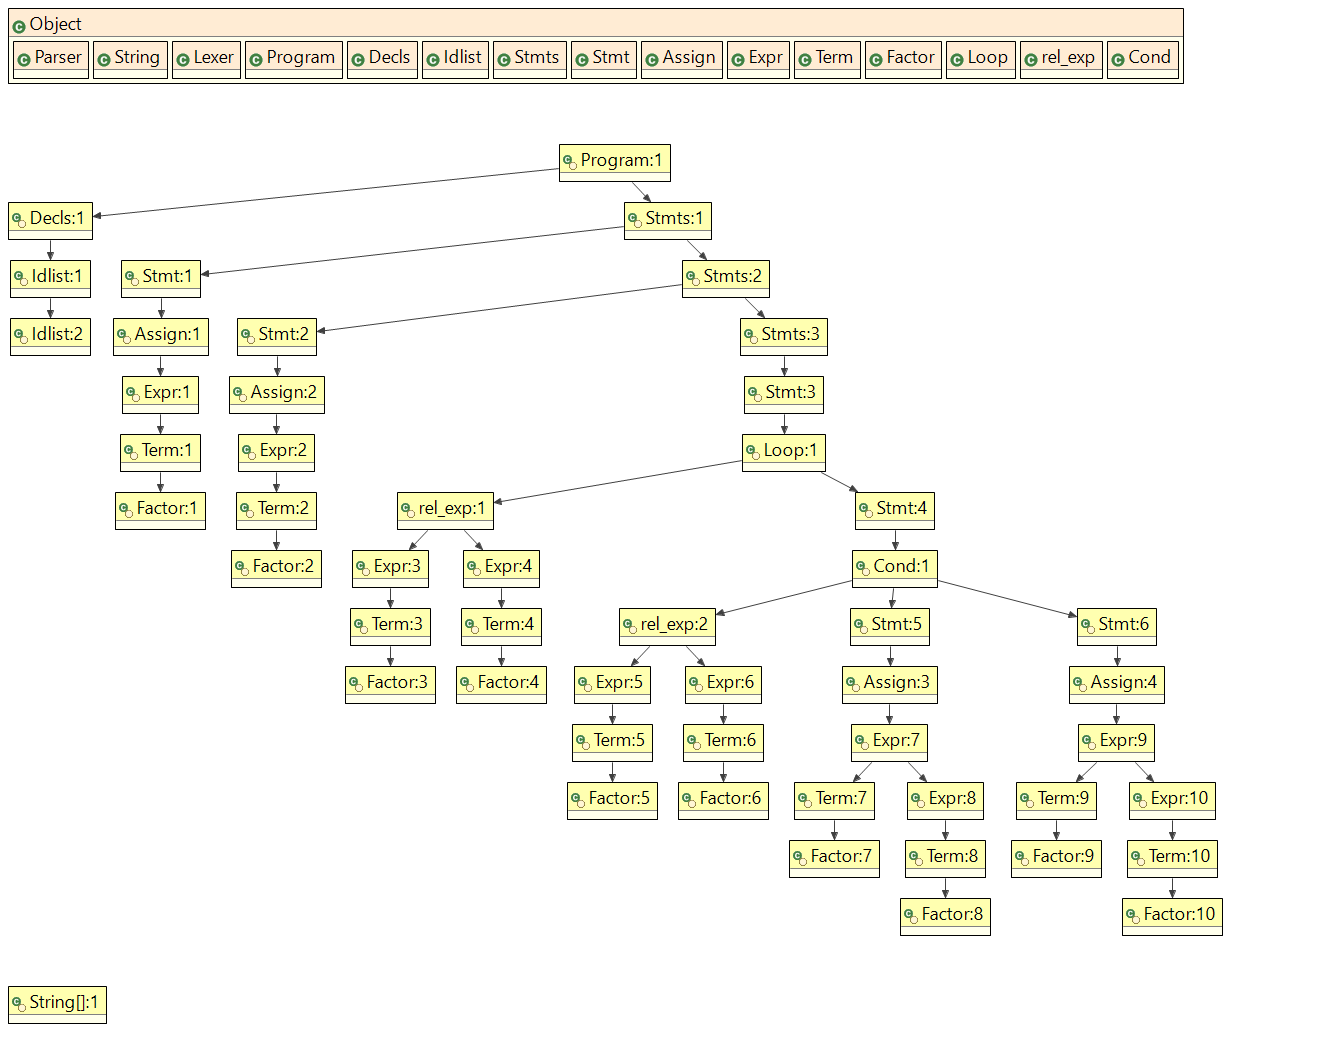 Object
Parser String Lexer Program Decls Idlist Stmts Stmt Assign Expr Term Factor Loop rel_exp Cond
Program:1
Decls:1 Stmts:1
Idlist:1 Stmt:1 Stmts:2
Idlist:2 Assign:1 Stmt:2 Stmts:3
Expr:1 Assign:2 Stmt:3
Term:1 Expr:2 Loop:1
Factor:1 Term:2 rel_exp:1 Stmt:4
Factor:2 Expr:3 Expr:4 Cond:1
Term:3 Term:4 rel_exp:2 Stmt:5 Stmt:6
Factor:3 Factor:4 Expr:5 Expr:6 Assign:3 Assign:4
Term:5 Term:6 Expr:7 Expr:9
Factor:5 Factor:6 Term:7 Expr:8 Term:9 Expr:10
Factor:7 Term:8 Factor:9 Term:10
Factor:8 Factor:10
String[]:1